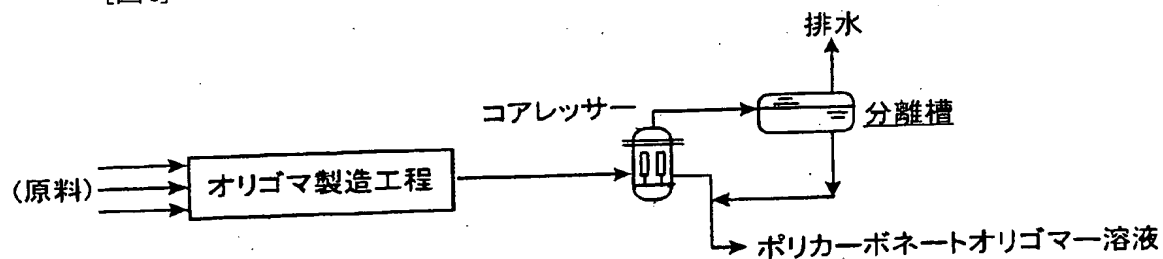 排水
コアレッサー
分離槽
(原料)
オリゴマ製造工程
ポリカーボネートオリゴマー溶液